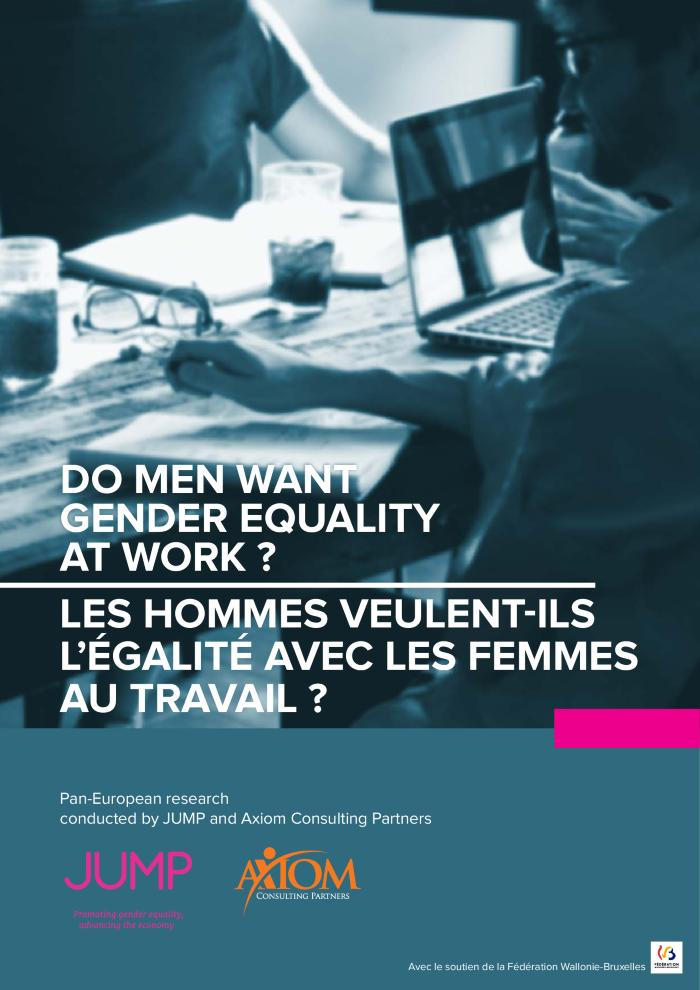 DO MEN WANT
GENDER EQUALITY
AT WORK ?
LES HOMMES VEULENT-ILS
L’ÉGALITÉ AVEC LES FEMMES
AU TRAVAIL ?
Pan-European research
conducted by JUMP and Axiom Consulting Partners
JUMP
Promoting gender equality,
advancing the economy
AXIOM
CONSULTING PARTNERS
Avec le soutien de la Fédération Wallonie-Bruxelles
FÉDÉRATION